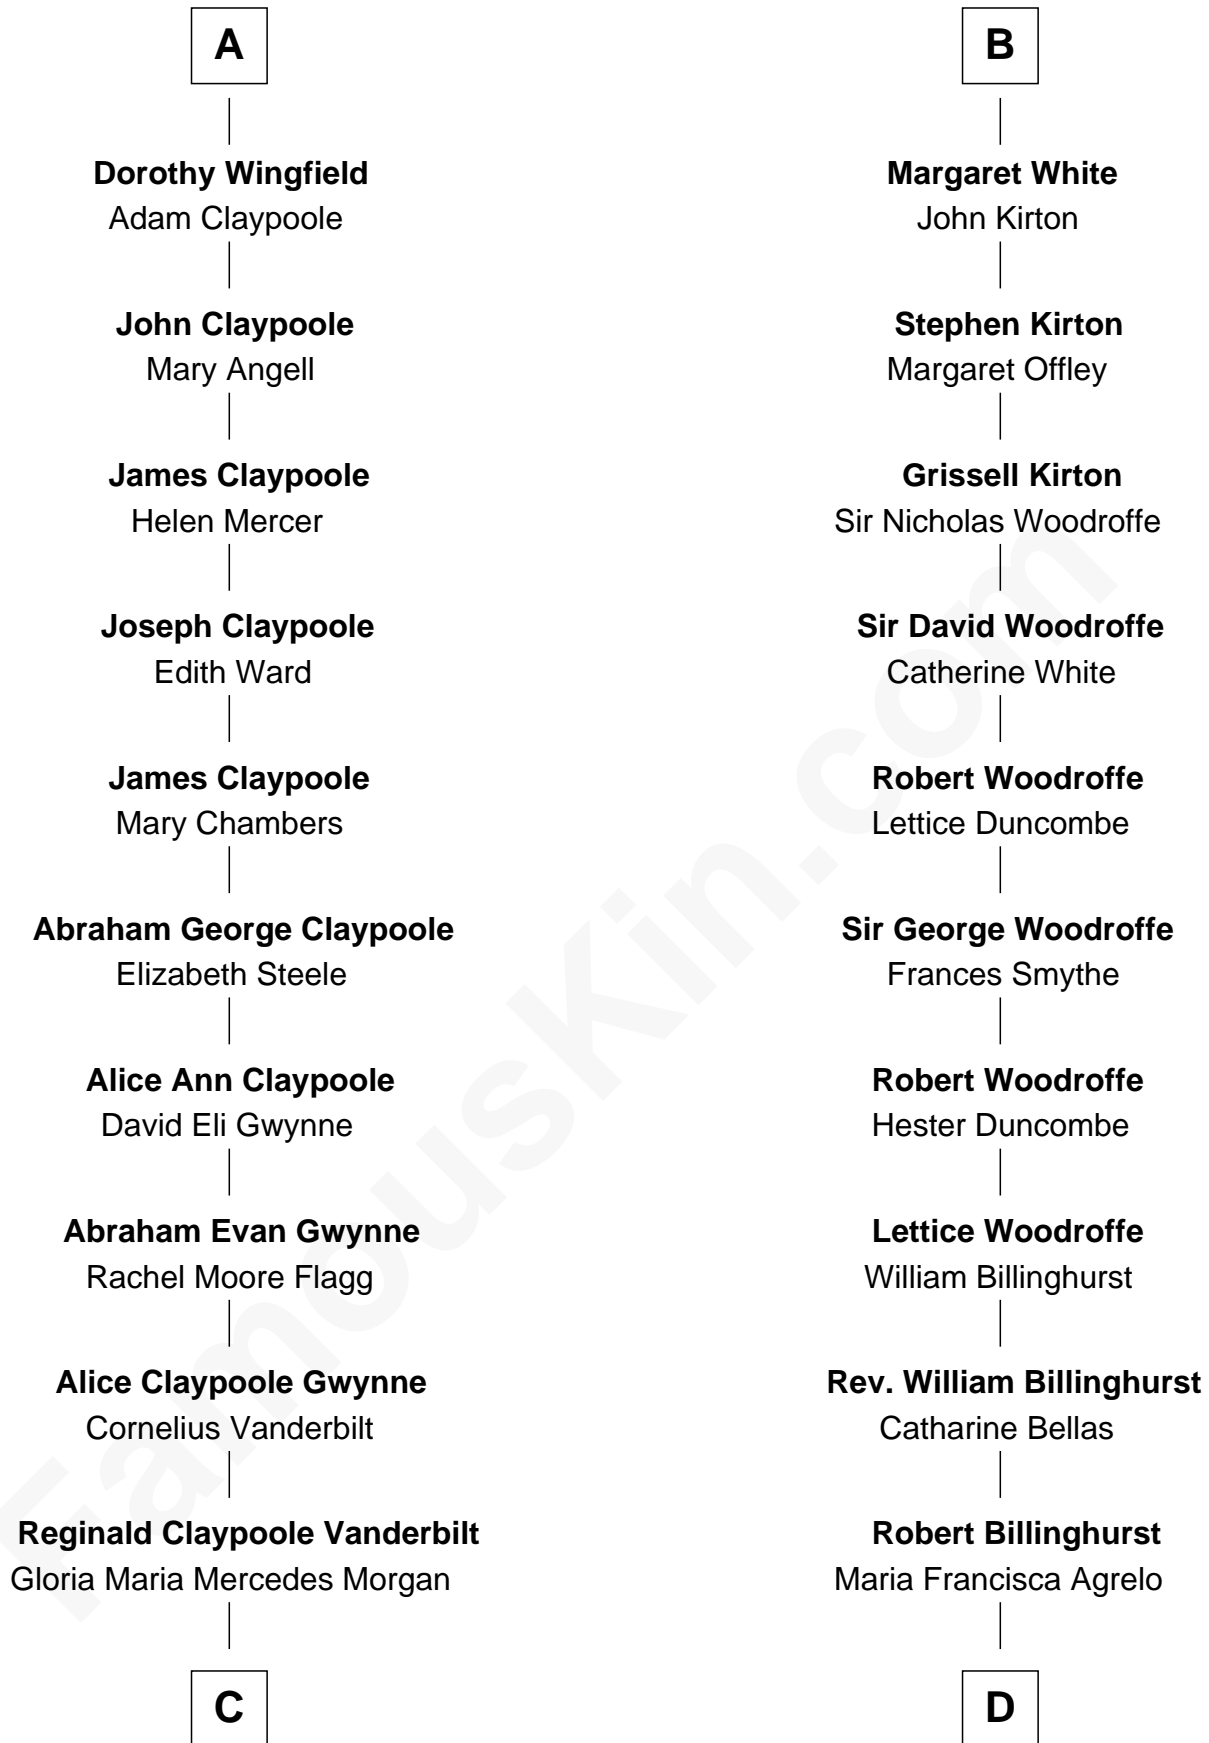 A
Dorothy Wingfield
Adam Claypoole
John Claypoole
Mary Angell
James Claypoole
Helen Mercer
Joseph Claypoole
Edith Ward
James Claypoole
Mary Chambers
Abraham George Claypoole
Elizabeth Steele
Alice Ann Claypoole
David Eli Gwynne
Abraham Evan Gwynne
Rachel Moore Flagg
Alice Claypoole Gwynne
Cornelius Vanderbilt
Reginald Claypoole Vanderbilt
Gloria Maria Mercedes Morgan
C
B
Margaret White
John Kirton
Stephen Kirton
Margaret Offley
Grissell Kirton
Sir Nicholas Woodroffe
Sir David Woodroffe
Catherine White
Robert Woodroffe
Lettice Duncombe
Sir George Woodroffe
Frances Smythe
Robert Woodroffe
Hester Duncombe
Lettice Woodroffe
William Billinghurst
Rev. William Billinghurst
Catharine Bellas
Robert Billinghurst
Maria Francisca Agrelo
D
FamousKin.com